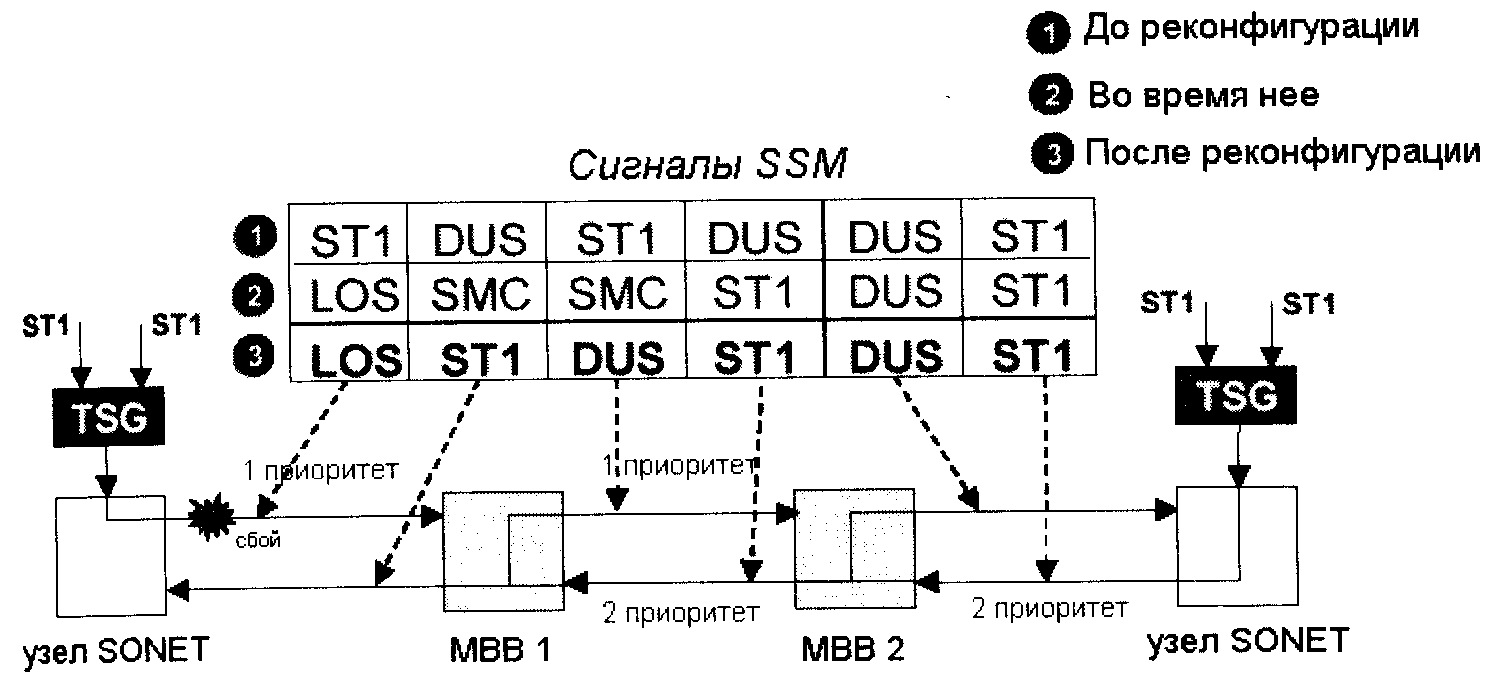 1 До реконфигурации
2 Во время нее
3 После реконфигурации
Сигналы SSM
1 ST1 DUS ST1 DUS DUS ST1
2 LOS SMC SMC ST1 DUS ST1
3 LOS ST1 DUS ST1 DUS ST1
ST1 ST1
ST1 ST1
TSG
TSG
1 приоритет
1 приоритет
сбой
2 приоритет
2 приоритет
узел SONET
МВВ 1
МВВ 2
узел SONET